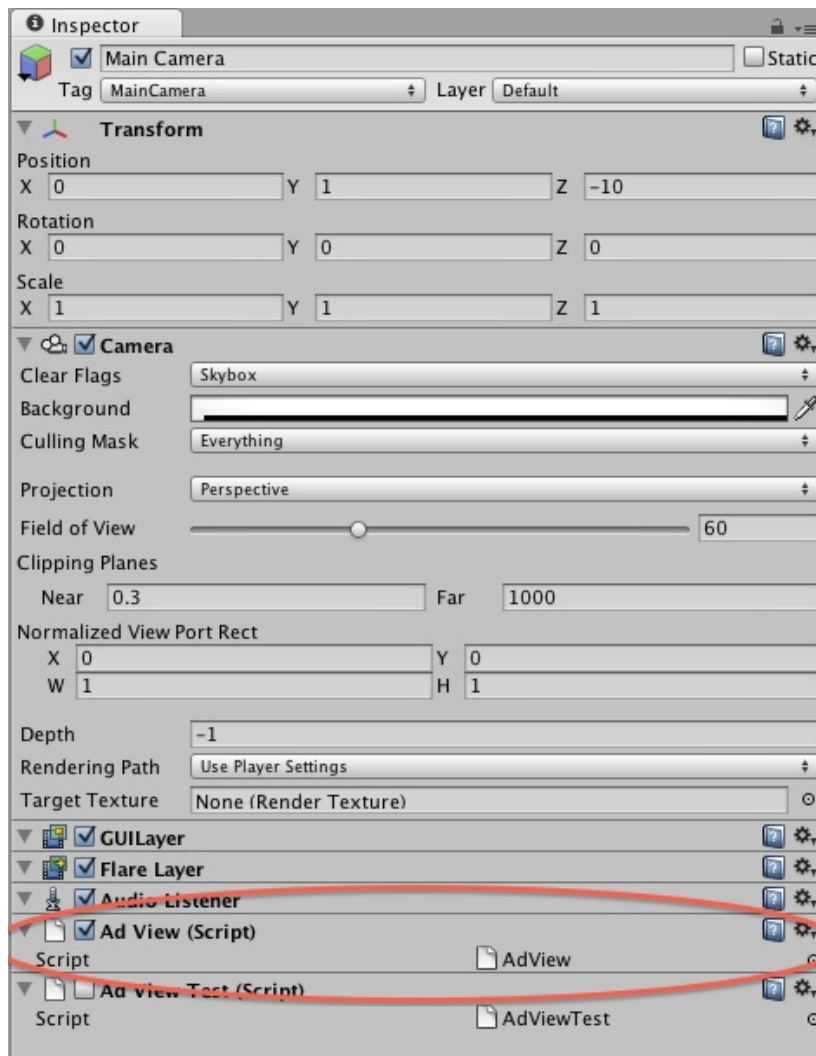 Inspector
Main Camera Static
Tag MainCamera Layer Default
Transform
Position
X 0 Y 1 Z -10
Rotation
X 0 Y 0 Z 0
Scale
X 1 Y 1 Z 1
Camera
Clear Flags Skybox
Background
Culling Mask Everything
Projection Perspective
Field of View 60
Clipping Planes
Near 0.3 Far 1000
Normalized View Port Rect
X 0 Y 0
W 1 H 1
Depth -1
Rendering Path Use Player Settings
Target Texture None (Render Texture)
GUILayer
Flare Layer
Audio Listener
Ad View (Script)
Script AdView
Ad View Test (Script)
Script AdViewTest